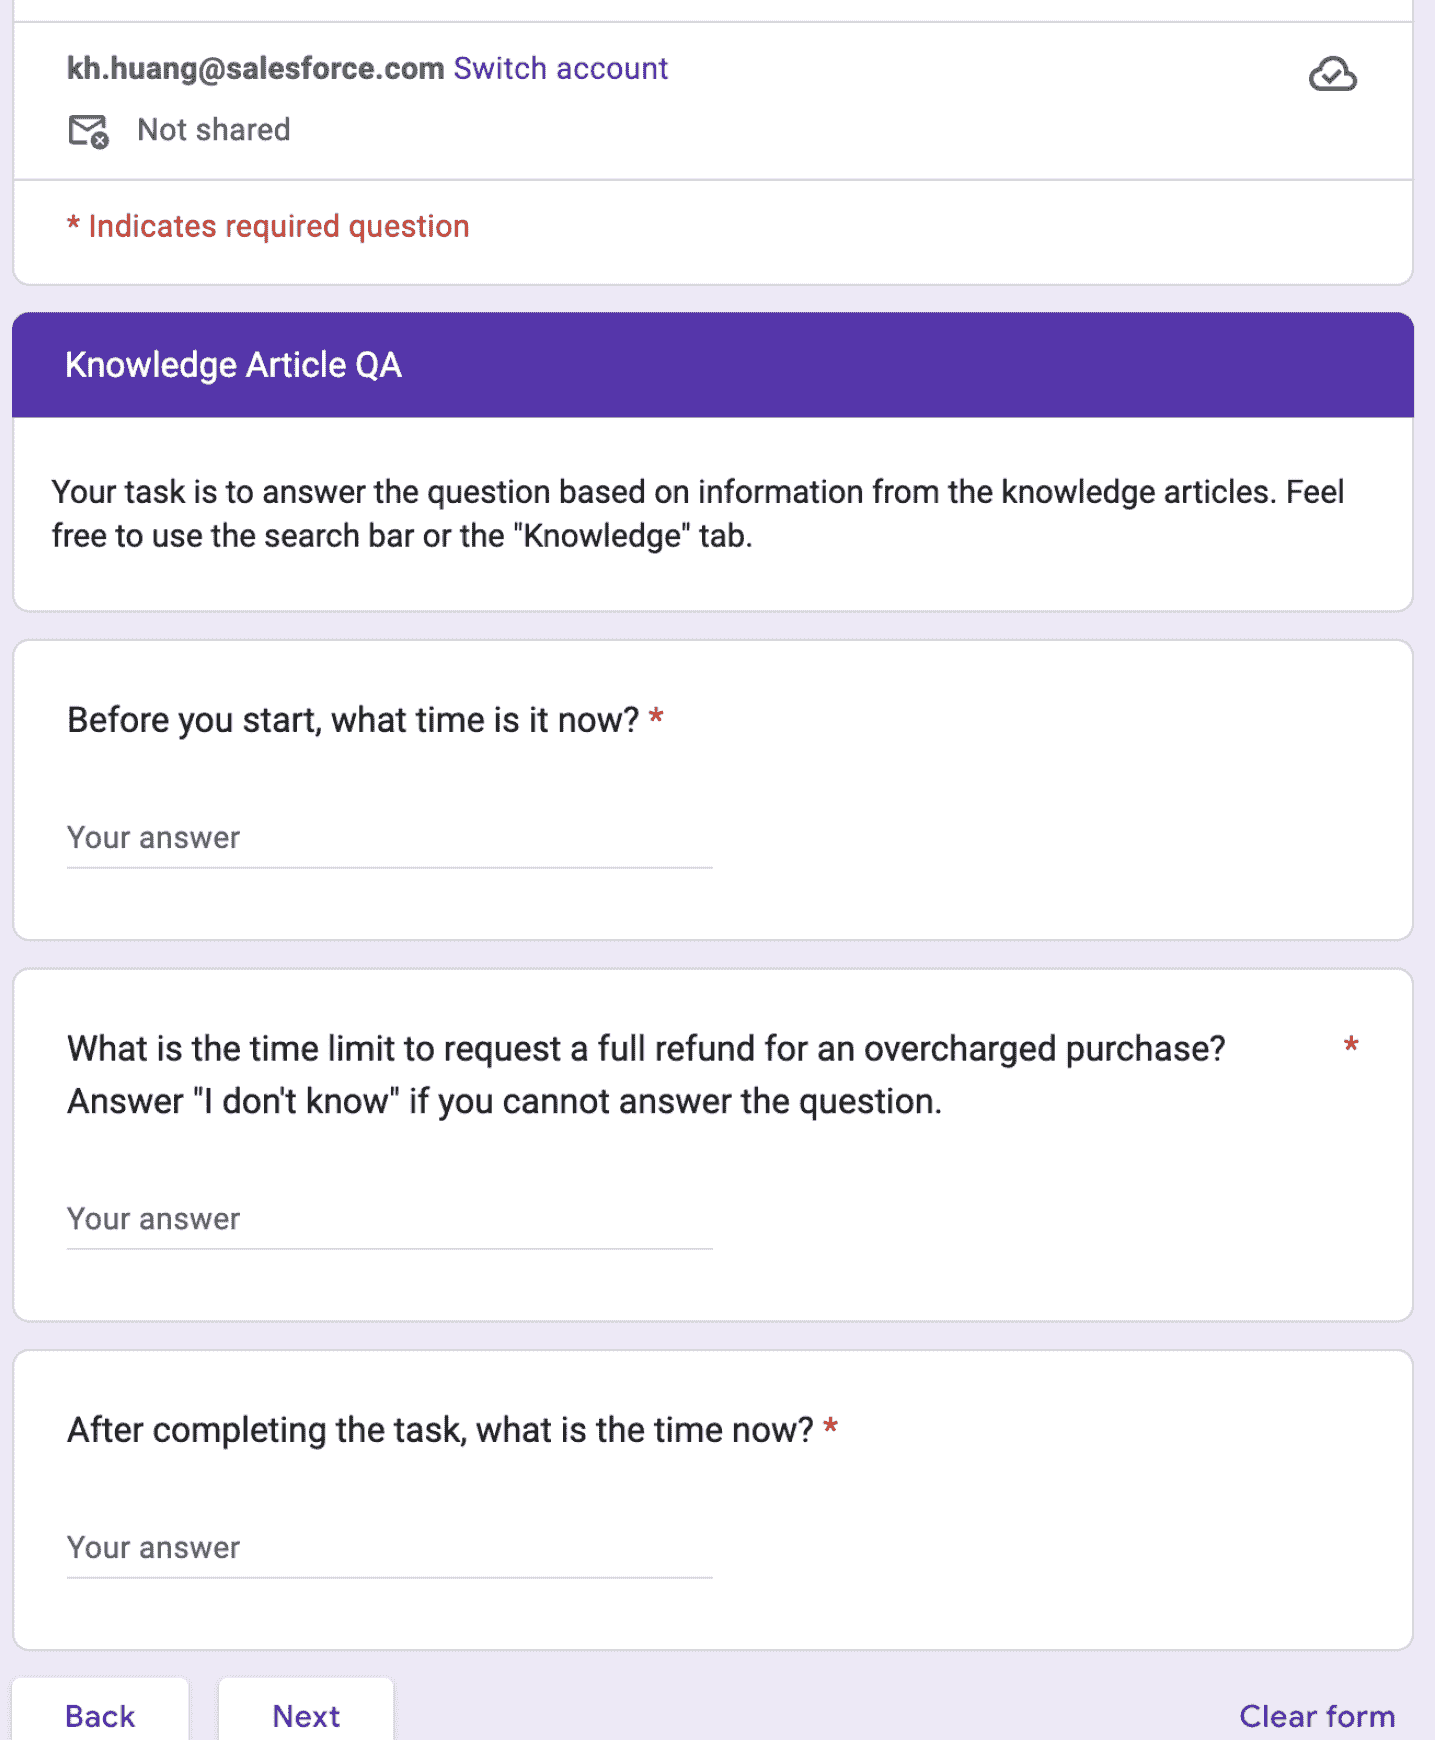 kh.huang@salesforce.com Switch account
Not shared
* Indicates required question
Knowledge Article QA
Your task is to answer the question based on information from the knowledge articles. Feel
free to use the search bar or the "Knowledge" tab.
Before you start, what time is it now? *
Your answer
What is the time limit to request a full refund for an overcharged purchase? *
Answer "I don't know" if you cannot answer the question.
Your answer
After completing the task, what is the time now? *
Your answer
Back Next Clear form